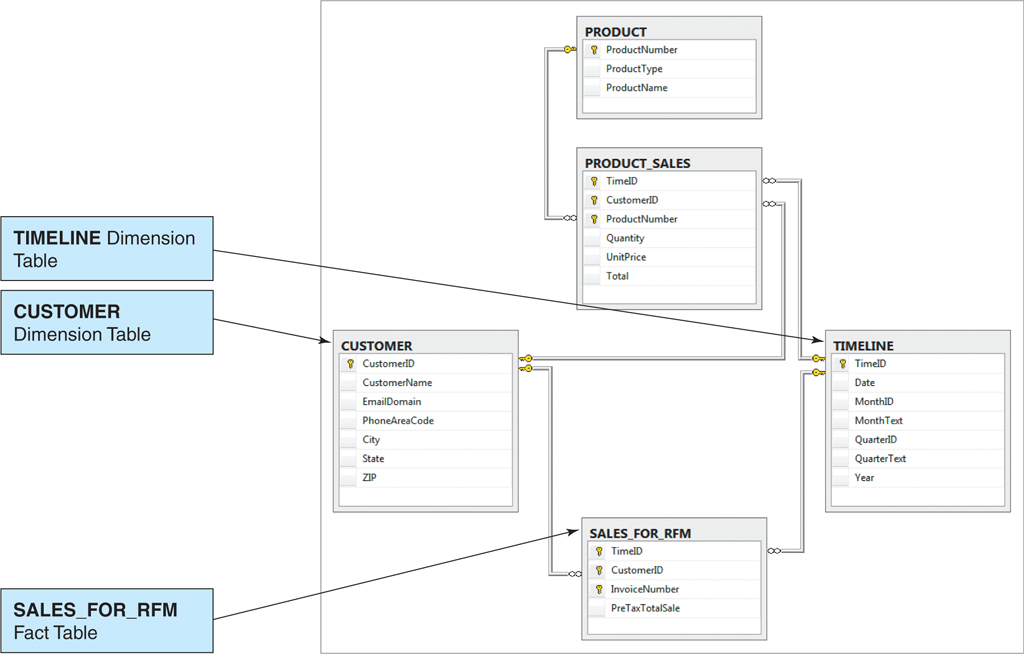 PRODUCT
ProductNumber
ProductType
ProductName
PRODUCT_SALES
TimeID
CustomerID
ProductNumber
Quantity
UnitPrice
Total
TIMELINE Dimension
Table
CUSTOMER
Dimension Table
CUSTOMER
CustomerID
CustomerName
EmailDomain
PhoneAreaCode
City
State
ZIP
TIMELINE
TimeID
Date
MonthID
MonthText
QuarterID
QuarterText
Year
SALES_FOR_RFM
Fact Table
SALES_FOR_RFM
TimeID
CustomerID
InvoiceNumber
PreTaxTotalSale